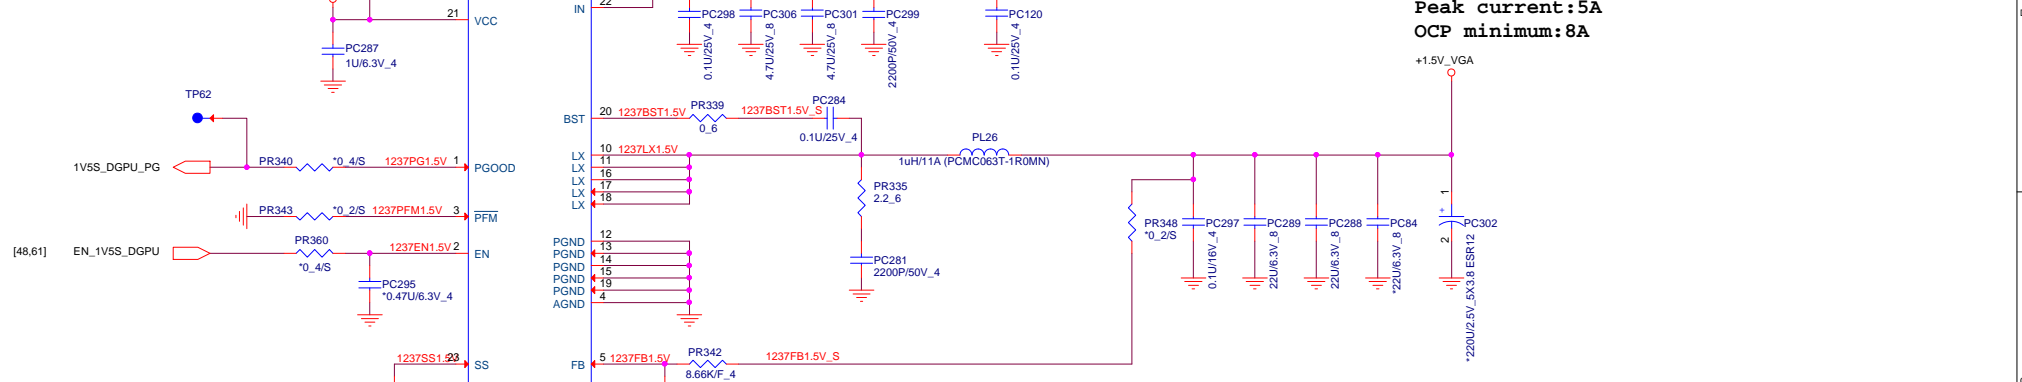 Peak current:5A
OCP minimum:8A
+1.5V_VGA
21
VCC
22
IN
PC287
1U/6.3V_4
PC298
0.1U/25V_4
PC306
4.7U/25V_8
PC301
4.7U/25V_8
PC299
2200P/50V_4
PC120
0.1U/25V_4
TP62
1V5S_DGPU_PG
PR340
*0_4/S
1237PG1.5V
1
PGOOD
PR343
*0_2/S
1237PFM1.5V
3
PFM
[48,61]
EN_1V5S_DGPU
PR360
*0_4/S
1237EN1.5V
2
EN
PC295
*0.47U/6.3V_4
1237SS1.5V
23
SS
BST
20
1237BST1.5V
PR339
0_6
1237BST1.5V_S
PC284
0.1U/25V_4
LX
10
1237LX1.5V
LX
11
LX
16
LX
17
LX
18
PL26
1uH/11A (PCMC063T-1R0MN)
PR335
2.2_6
PC281
2200P/50V_4
PGND
12
PGND
13
PGND
14
PGND
15
PGND
19
AGND
4
FB
5
1237FB1.5V
PR342
8.66K/F_4
1237FB1.5V_S
PR348
*0_2/S
PC297
0.1U/16V_4
PC289
22U/6.3V_8
PC288
22U/6.3V_8
PC84
*22U/6.3V_8
1
+
PC302
2
*220U/2.5V_5X3.8 ESR12